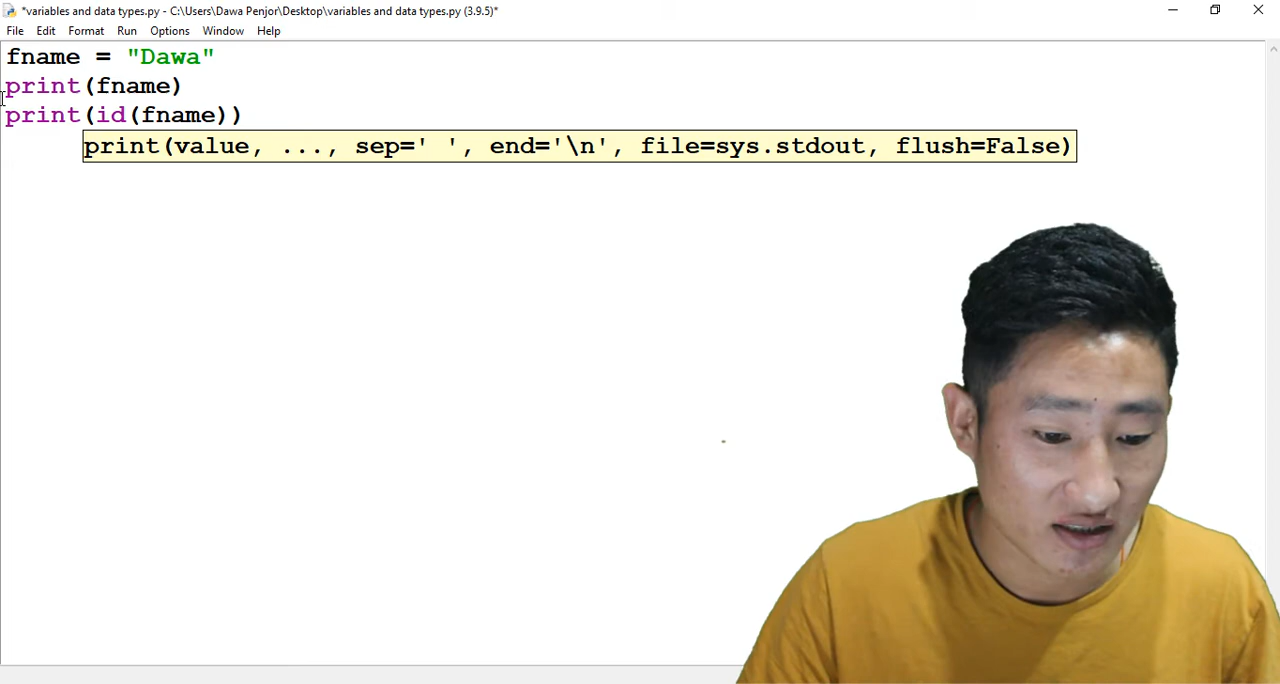 *variables and data types.py - C:\Users\Dawa Penjor\Desktop\variables and data types.py (3.9.5)*
File Edit Format Run Options Window Help
fname = "Dawa"
print(fname)
print(id(fname))
print(value, ..., sep=' ', end='\n', file=sys.stdout, flush=False)